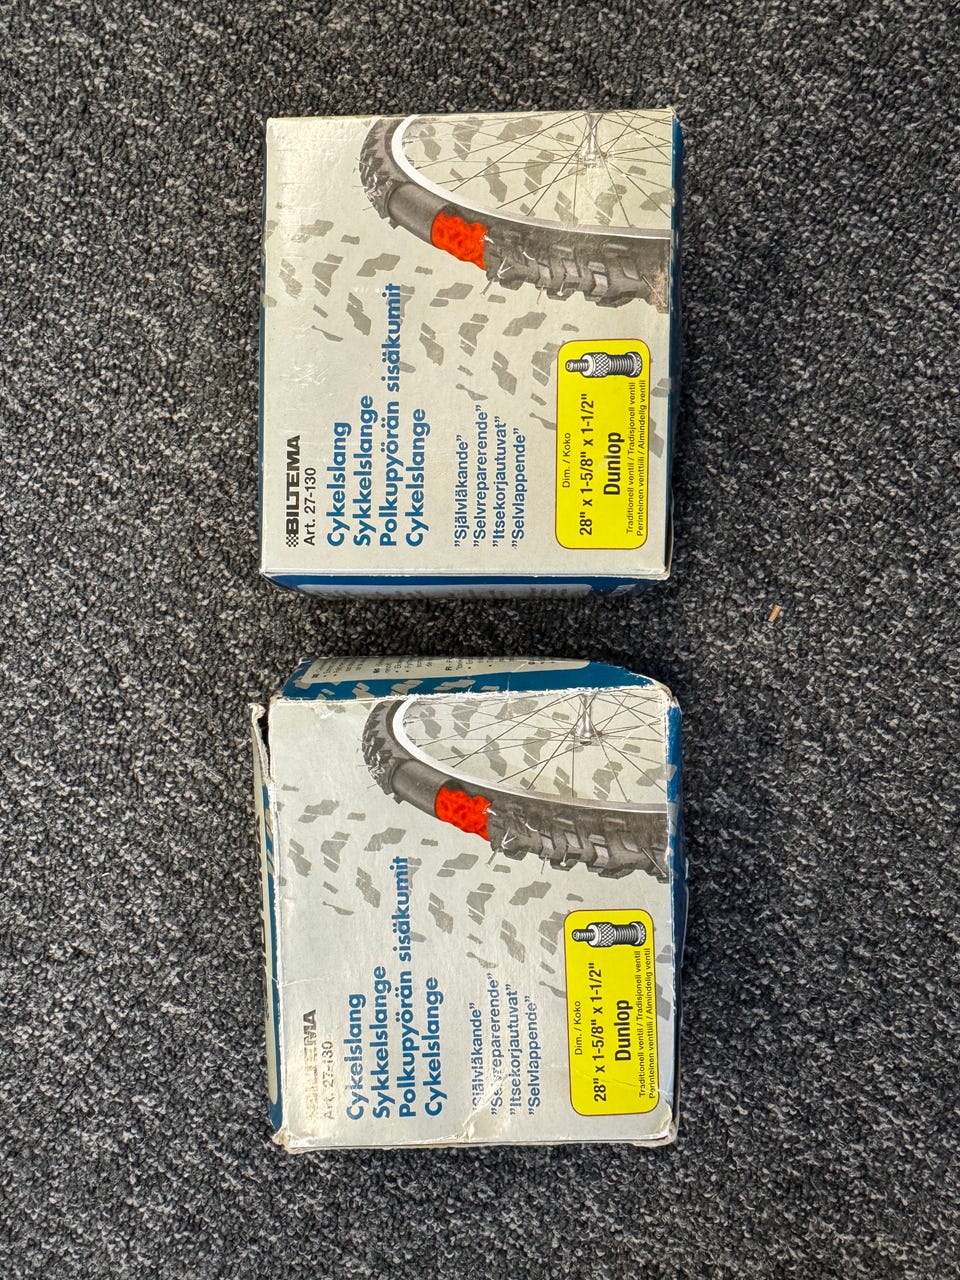 BILTEMA
Art. 27-130
Cykelslang
Sykkelslange
Polkupyörän sisäkumit
Cykelslange
”Självläkande”
”Selvreparerende”
”Itsekorjautuvat”
”Selvlappende”
Dim. / Koko
28" x 1-5/8" x 1-1/2"
Dunlop
Traditionell ventil / Tradisjonell ventil
Perinteinen venttiili / Almindelig ventil
BILTEMA
Art. 27-130
Cykelslang
Sykkelslange
Polkupyörän sisäkumit
Cykelslange
”Självläkande”
”Selvreparerende”
”Itsekorjautuvat”
”Selvlappende”
Dim. / Koko
28" x 1-5/8" x 1-1/2"
Dunlop
Traditionell ventil / Tradisjonell ventil
Perinteinen venttiili / Almindelig ventil